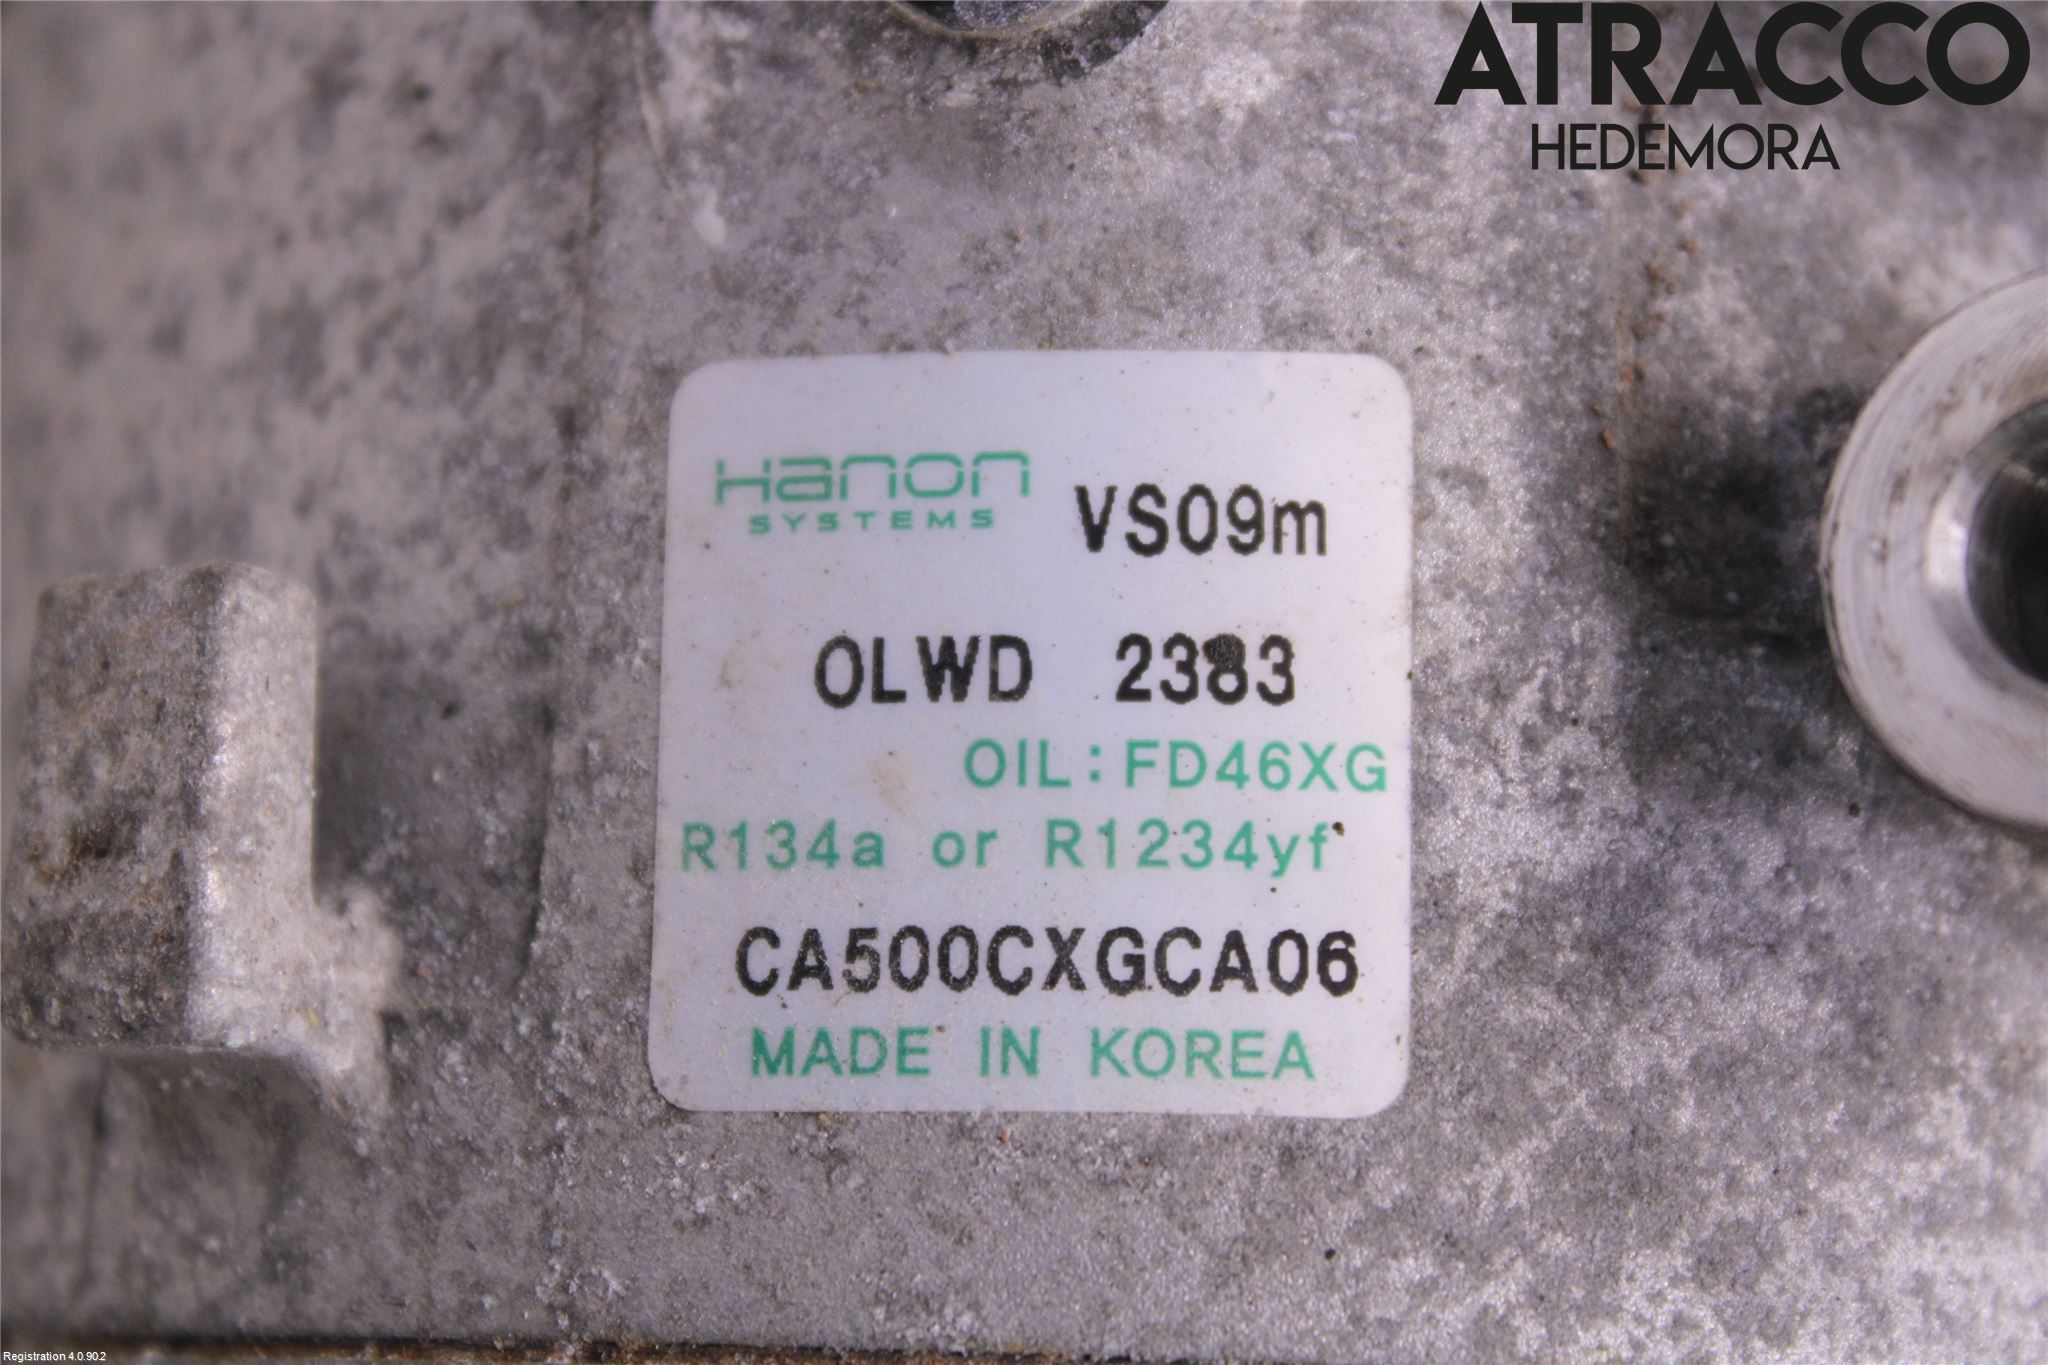 ATRACCO
HEDEMORA
Hanon
SYSTEMS
VS09m
OLWD 2383
OIL:FD46XG
R134a or R1234yf
CA500CXGCA06
MADE IN KOREA
Registration 4.0.90.2